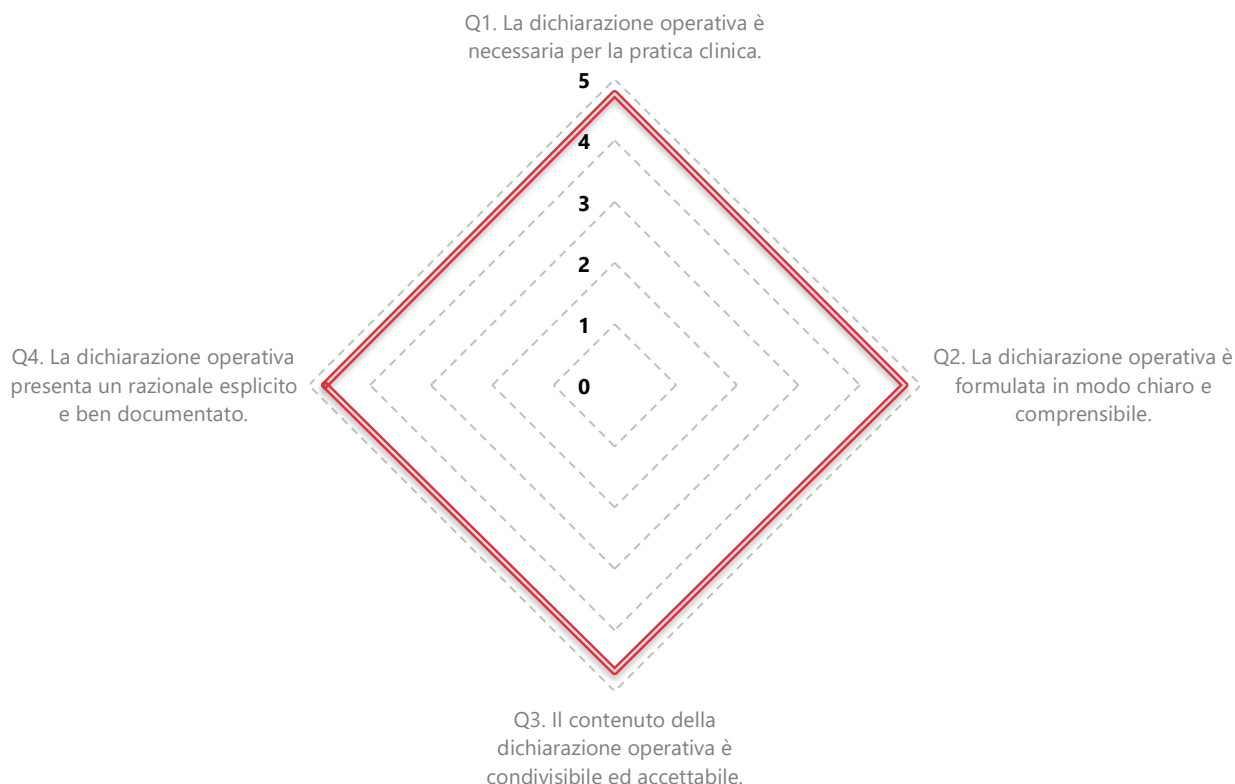 Q1. La dichiarazione operativa è
necessaria per la pratica clinica.
5
4
3
2
1
0
Q4. La dichiarazione operativa
presenta un razionale esplicito
e ben documentato.
Q2. La dichiarazione operativa è
formulata in modo chiaro e
comprensibile.
Q3. Il contenuto della
dichiarazione operativa è
condivisibile ed accettabile.